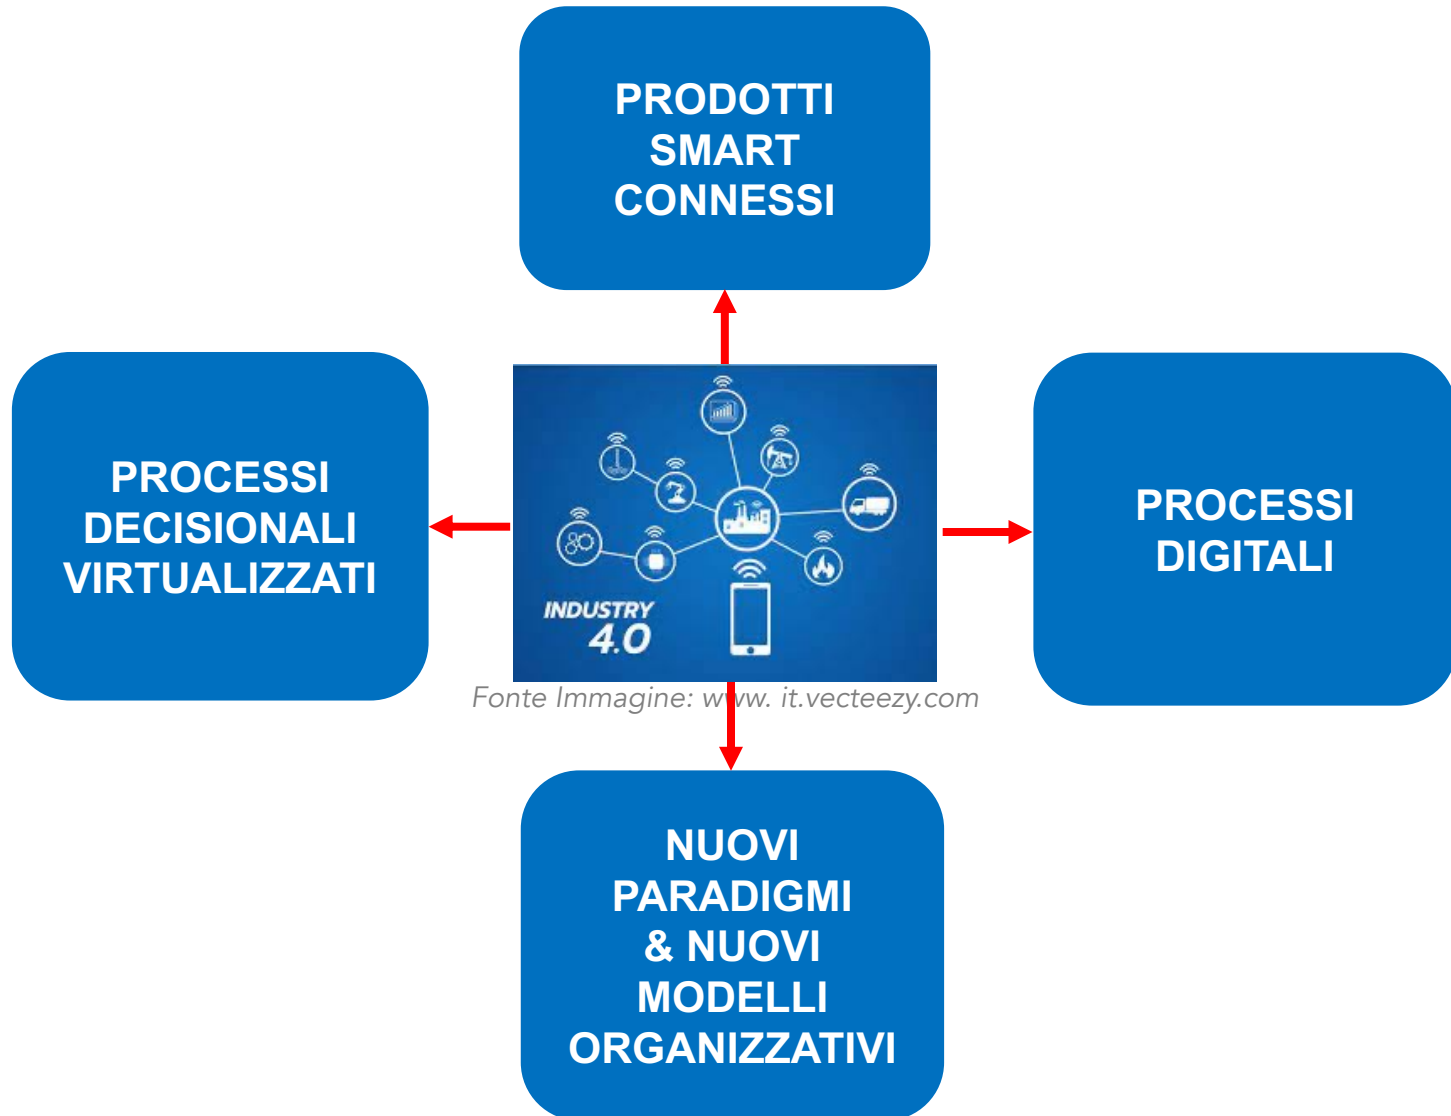 PRODOTTI
SMART
CONNESSI
PROCESSI
DECISIONALI
VIRTUALIZZATI
INDUSTRY
4.0
PROCESSI
DIGITALI
Fonte Immagine: www. it.vecteezy.com
NUOVI
PARADIGMI
& NUOVI
MODELLI
ORGANIZZATIVI